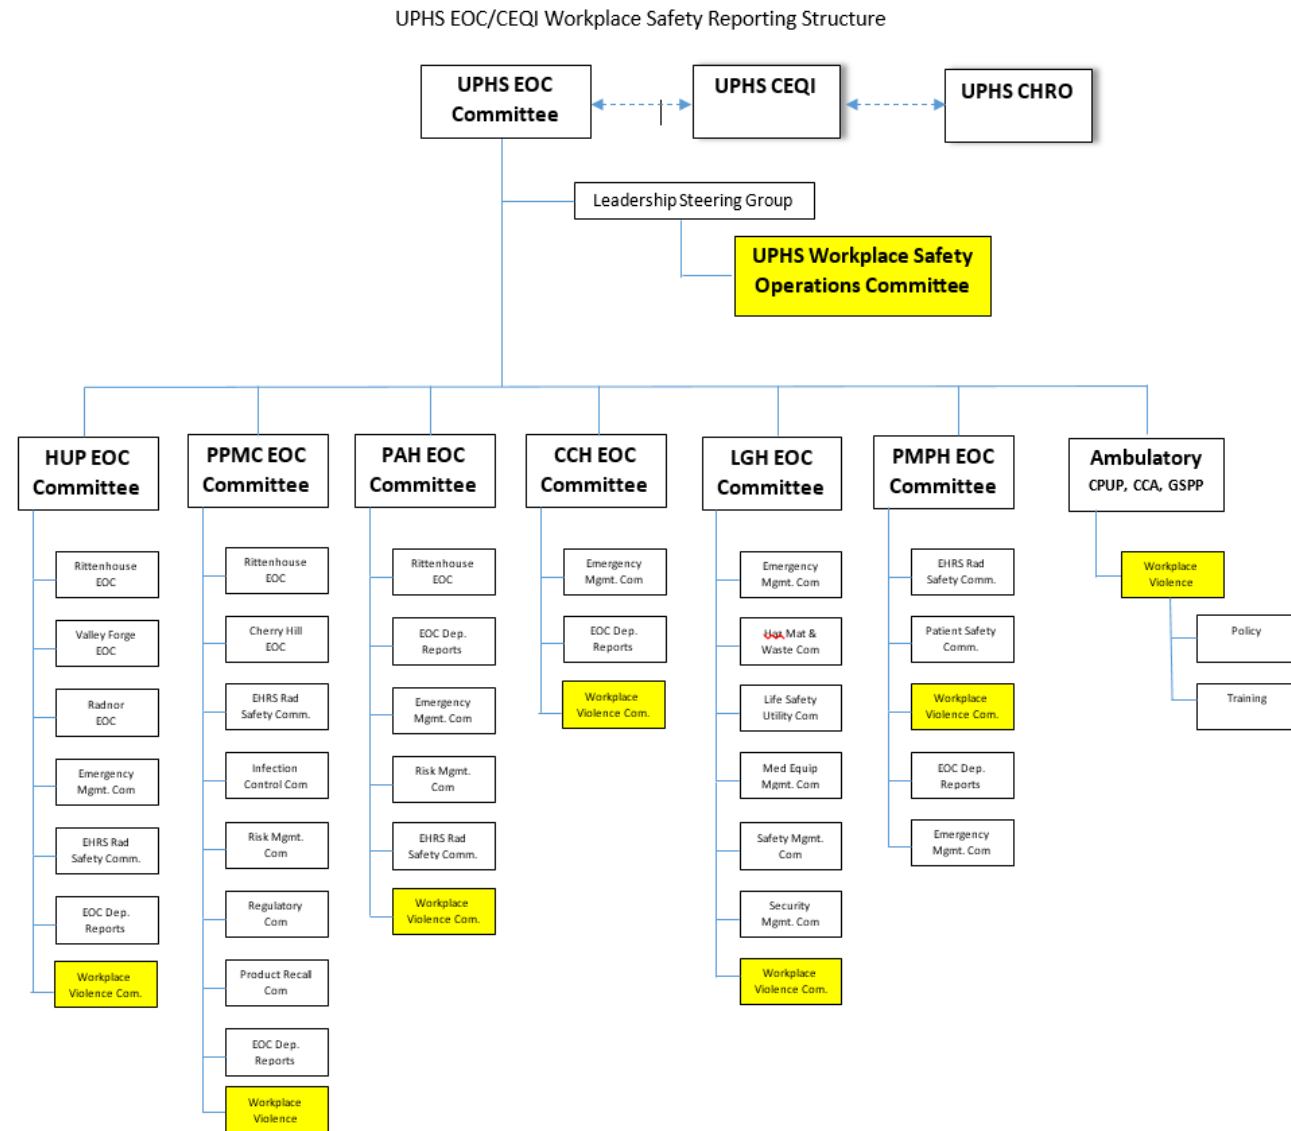 UPHS EOC/CEQI Workplace Safety Reporting Structure
UPHS EOC
Committee
UPHS CEQI
UPHS CHRO
Leadership Steering Group
UPHS Workplace Safety
Operations Committee
HUP EOC
Committee
Rittenhouse
EOC
Valley Forge
EOC
Radnor
EOC
Emergency
Mgmt. Com
EHRS Rad
Safety Comm.
EOC Dep.
Reports
Workplace
Violence Com.
PPMC EOC
Committee
Rittenhouse
EOC
Cherry Hill
EOC
EHRS Rad
Safety Comm.
Infection
Control Com
Risk Mgmt.
Com
Regulatory
Com
Product Recall
Com
EOC Dep.
Reports
Workplace
Violence
PAH EOC
Committee
Rittenhouse
EOC
EOC Dep.
Reports
Emergency
Mgmt. Com
Risk Mgmt.
Com
EHRS Rad
Safety Comm.
Workplace
Violence Com.
CCH EOC
Committee
Emergency
Mgmt. Com
EOC Dep.
Reports
Workplace
Violence Com.
LGH EOC
Committee
Emergency
Mgmt. Com
Haz Mat &
Waste Com
Life Safety
Utility Com
Med Equip
Mgmt. Com
Safety Mgmt.
Com
Security
Mgmt. Com
Workplace
Violence Com.
PMPH EOC
Committee
EHRS Rad
Safety Comm.
Patient Safety
Comm.
Workplace
Violence Com.
EOC Dep.
Reports
Emergency
Mgmt. Com
Ambulatory
CPUP, CCA, GSPP
Workplace
Violence
Policy
Training